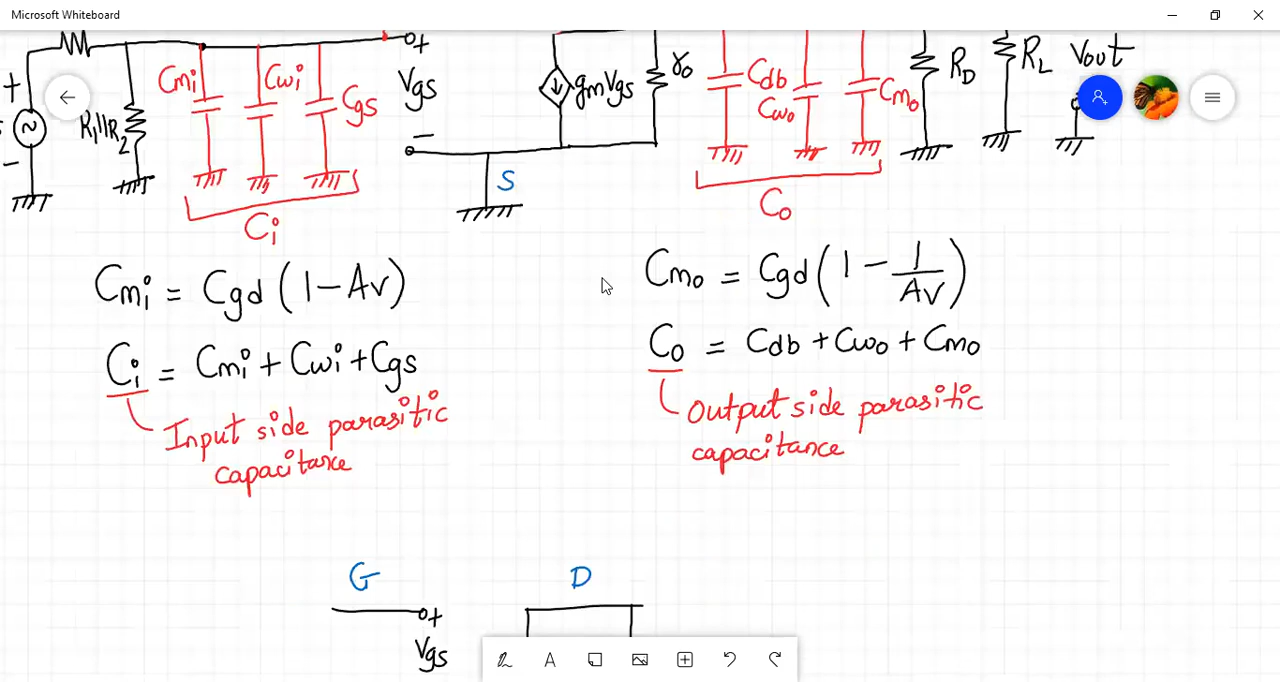 Microsoft Whiteboard
+
−
R1||R2
Cmi
Cwi
Cgs
+
Vgs
−
gmVgs
ro
Cdb
Cwo
Cmo
RD
RL
Vout
S
Ci
Co
Cmi = Cgd (1 − Av)
Cmo = Cgd (1 − 1/Av)
Ci = Cmi + Cwi + Cgs
Co = Cdb + Cwo + Cmo
Input side parasitic
capacitance
Output side parasitic
capacitance
G
D
+
Vgs
A